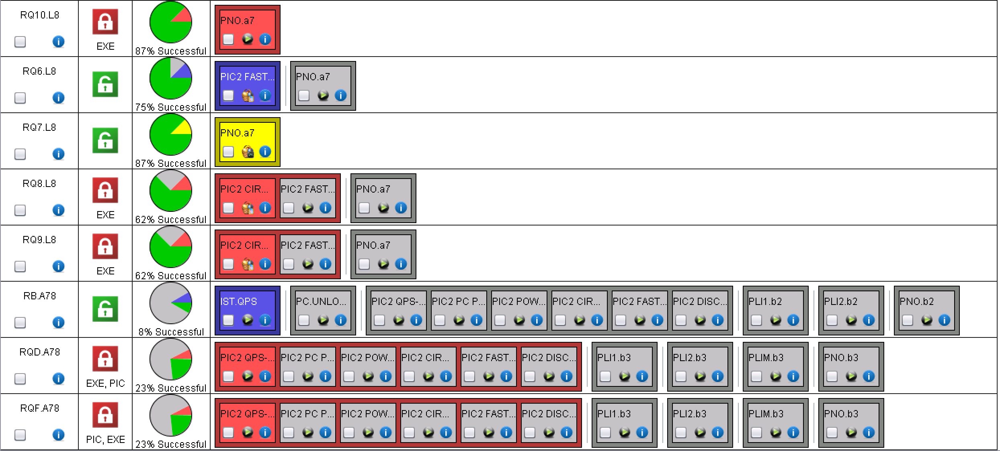 RQ10.L8
EXE
87% Successful
PNO.a7
RQ6.L8
75% Successful
PIC2 FAST... PNO.a7
RQ7.L8
87% Successful
PNO.a7
RQ8.L8
EXE
62% Successful
PIC2 CIR... PIC2 FAST... PNO.a7
RQ9.L8
EXE
62% Successful
PIC2 CIR... PIC2 FAST... PNO.a7
RB.A78
8% Successful
IST.QPS PC.UNLO... PIC2 QPS-... PIC2 PC P... PIC2 POW... PIC2 CIR... PIC2 FAST... PIC2 DISC... PLI1.b2 PLI2.b2 PNO.b2
RQD.A78
EXE, PIC
23% Successful
PIC2 QPS-... PIC2 PC P... PIC2 POW... PIC2 CIR... PIC2 FAST... PIC2 DISC... PLI1.b3 PLI2.b3 PLIM.b3 PNO.b3
RQF.A78
PIC, EXE
23% Successful
PIC2 QPS-... PIC2 PC P... PIC2 POW... PIC2 CIR... PIC2 FAST... PIC2 DISC... PLI1.b3 PLI2.b3 PLIM.b3 PNO.b3